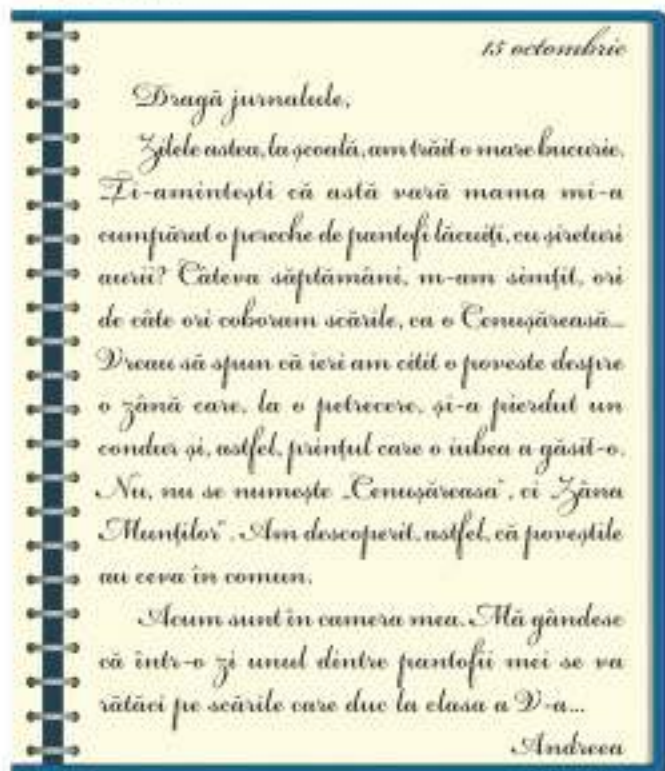 15 octombrie
Dragă jurnalule,
Zilele astea, la școală, am trăit o mare bucurie.
Ți-amintești că astă vară mama mi-a
cumpărat o pereche de pantofi lăcuiți, cu șireturi
aurii? Câteva săptămâni, m-am simțit, ori
de câte ori coboram scările, ca o Cenușăreasă...
Vreau să spun că ieri am citit o poveste despre
o zână care, la o petrecere, și-a pierdut un
condur și, astfel, prințul care o iubea a găsit-o.
Nu, nu se numește „Cenușăreasa", ci „Zâna
Munților". Am descoperit, astfel, că poveștile
au ceva în comun.
Acum sunt în camera mea. Mă gândesc
că într-o zi unul dintre pantofii mei se va
rătăci pe scările care duc la clasa a V-a...
Andreea